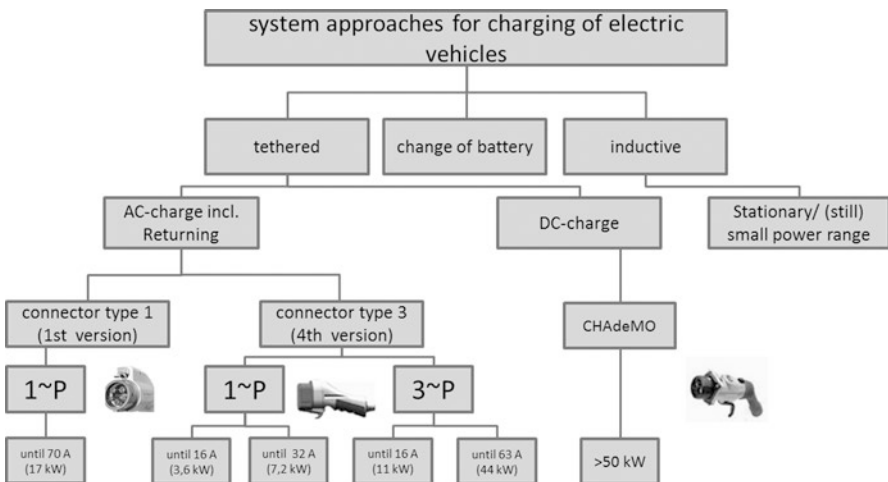 system approaches for charging of electric
vehicles
tethered
change of battery
inductive
AC-charge incl.
Returning
DC-charge
Stationary/ (still)
small power range
connector type 1
(1st version)
connector type 3
(4th version)
CHAdeMO
1~P
1~P
3~P
until 70 A
(17 kW)
until 16 A
(3,6 kW)
until 32 A
(7,2 kW)
until 16 A
(11 kW)
until 63 A
(44 kW)
>50 kW